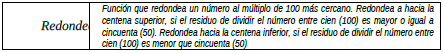 Redonde
Función que redondea un número al múltiplo de 100 más cercano. Redondea a hacia la
centena superior, si el residuo de dividir el número entre cien (100) es mayor o igual a
cincuenta (50). Redondea hacia la centena inferior, si el residuo de dividir el número entre
cien (100) es menor que cincuenta (50)